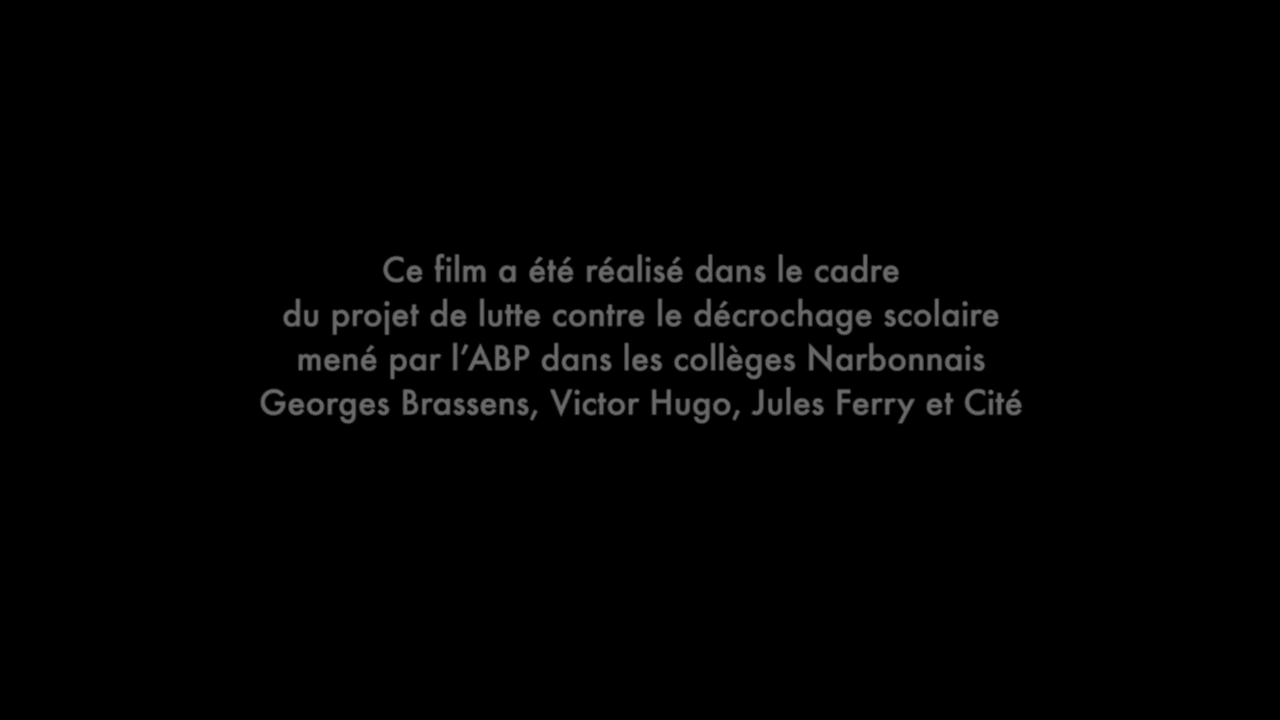 Ce film a été réalisé dans le cadre
du projet de lutte contre le décrochage scolaire
mené par l’ABP dans les collèges Narbonnais
Georges Brassens, Victor Hugo, Jules Ferry et Cité